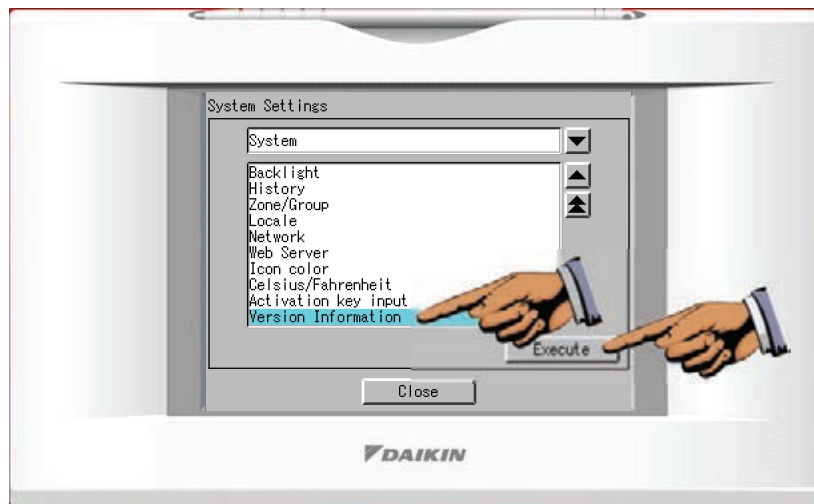 System Settings
System
Backlight
History
Zone/Group
Locale
Network
Web Server
Icon color
Celsius/Fahrenheit
Activation key input
Version Information
Execute
Close
DAIKIN